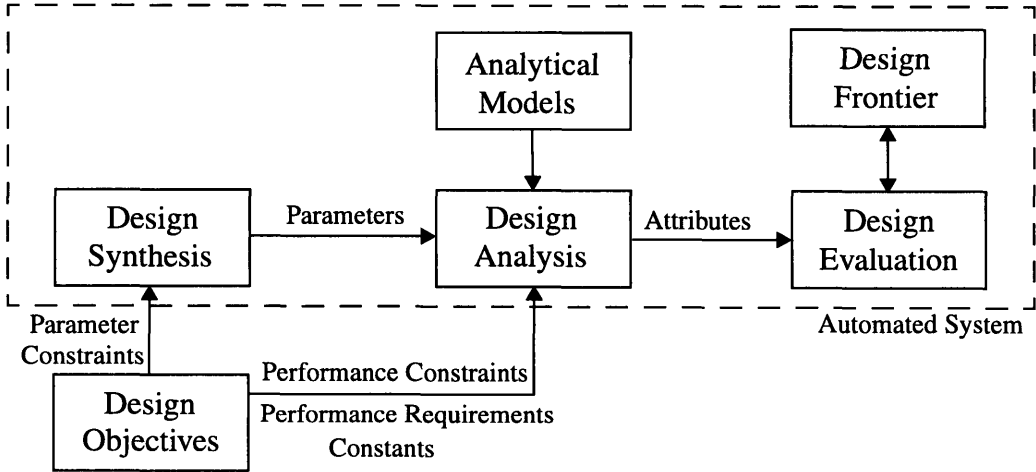 Analytical
Models
Design
Frontier
Design
Synthesis
Parameters
Design
Analysis
Attributes
Design
Evaluation
Parameter
Constraints
Automated System
Design
Objectives
Performance Constraints
Performance Requirements
Constants